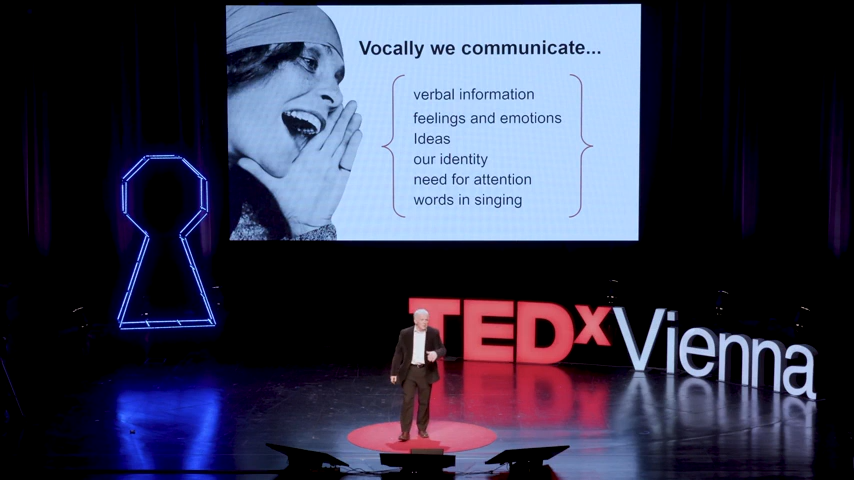 Vocally we communicate...
verbal information
feelings and emotions
Ideas
our identity
need for attention
words in singing
TEDxVienna